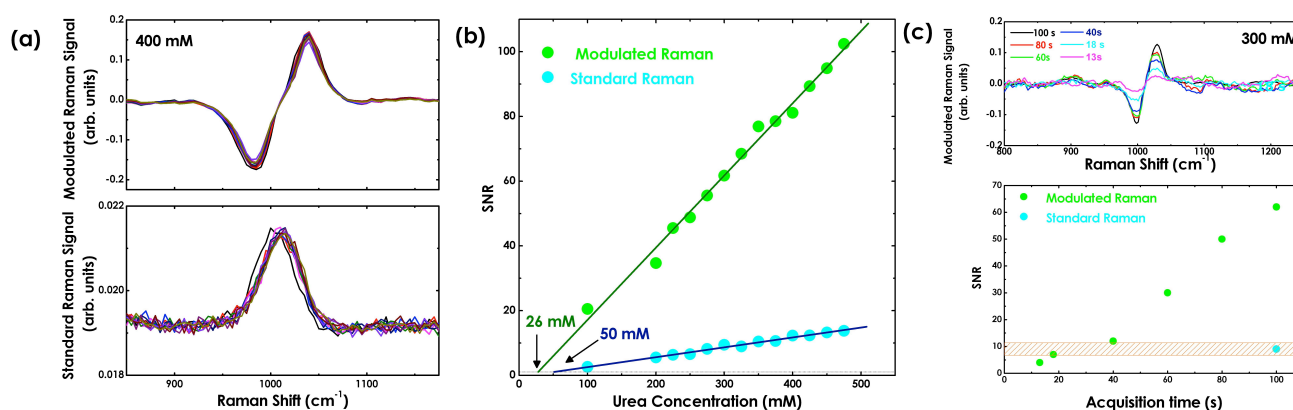 (a)
400 mM
Modulated Raman Signal
(arb. units)
0.2
0.1
0.0
-0.1
-0.2
Standard Raman Signal
(arb. units)
0.022
0.020
0.018
900
1000
1100
Raman Shift (cm⁻¹)
(b)
SNR
100
80
60
40
20
0
Modulated Raman
Standard Raman
26 mM
50 mM
0
100
200
300
400
500
Urea Concentration (mM)
(c)
Modulated Raman Signal
(arb. units)
0.2
0.1
0.0
-0.1
-0.2
100 s
40s
80 s
18 s
60s
13s
300 mM
800
900
1000
1100
1200
Raman Shift (cm⁻¹)
SNR
70
60
50
40
30
20
10
0
Modulated Raman
Standard Raman
0
20
40
60
80
100
Acquisition time (s)